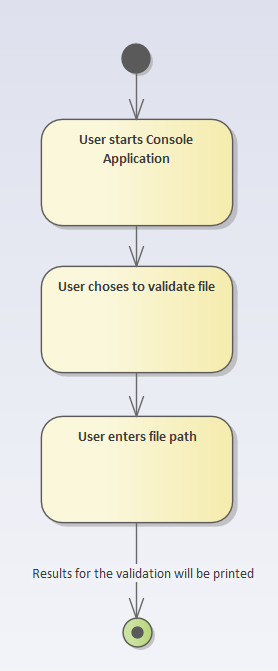 User starts Console
Application
User choses to validate file
User enters file path
Results for the validation will be printed